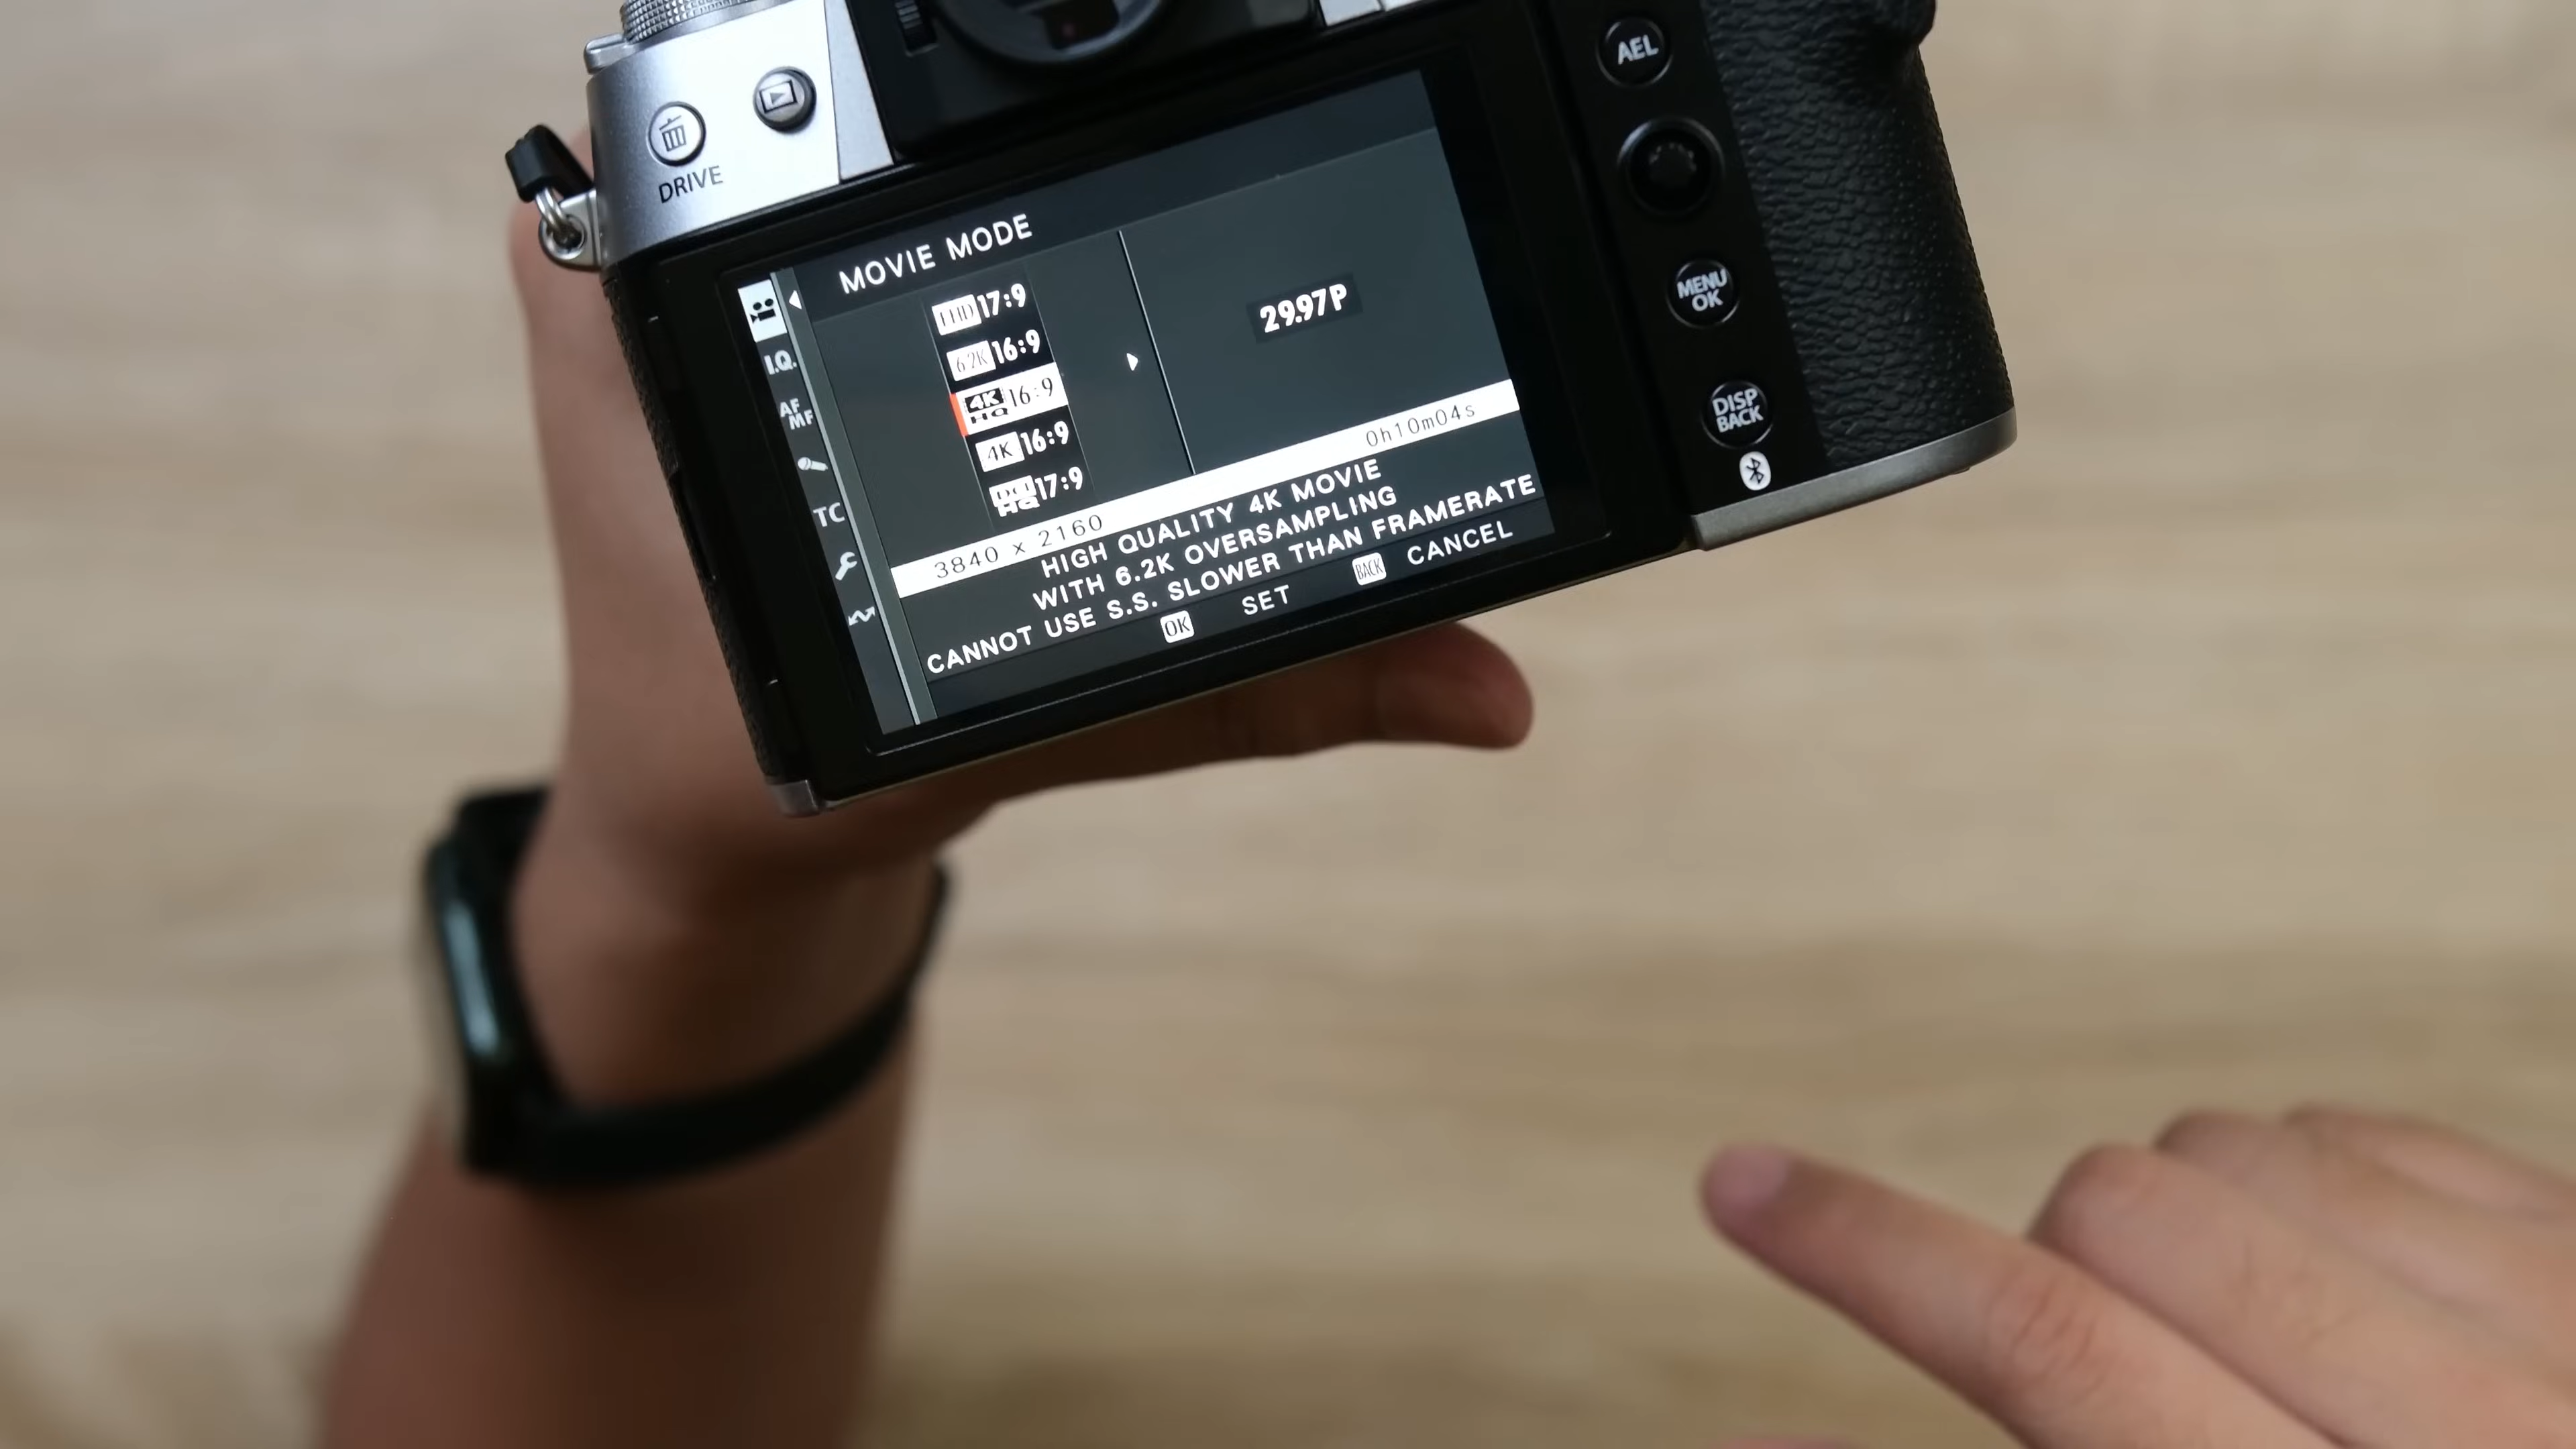 AEL
DRIVE
MENU
OK
DISP
BACK
MOVIE MODE
FHD 17:9
6.2K 16:9
4K HQ 16:9
4K 16:9
DCI HQ 17:9
29.97P
I.Q.
AF
MF
TC
3840 x 2160 0h10m04s
HIGH QUALITY 4K MOVIE
WITH 6.2K OVERSAMPLING
CANNOT USE S.S. SLOWER THAN FRAMERATE
OK SET BACK CANCEL